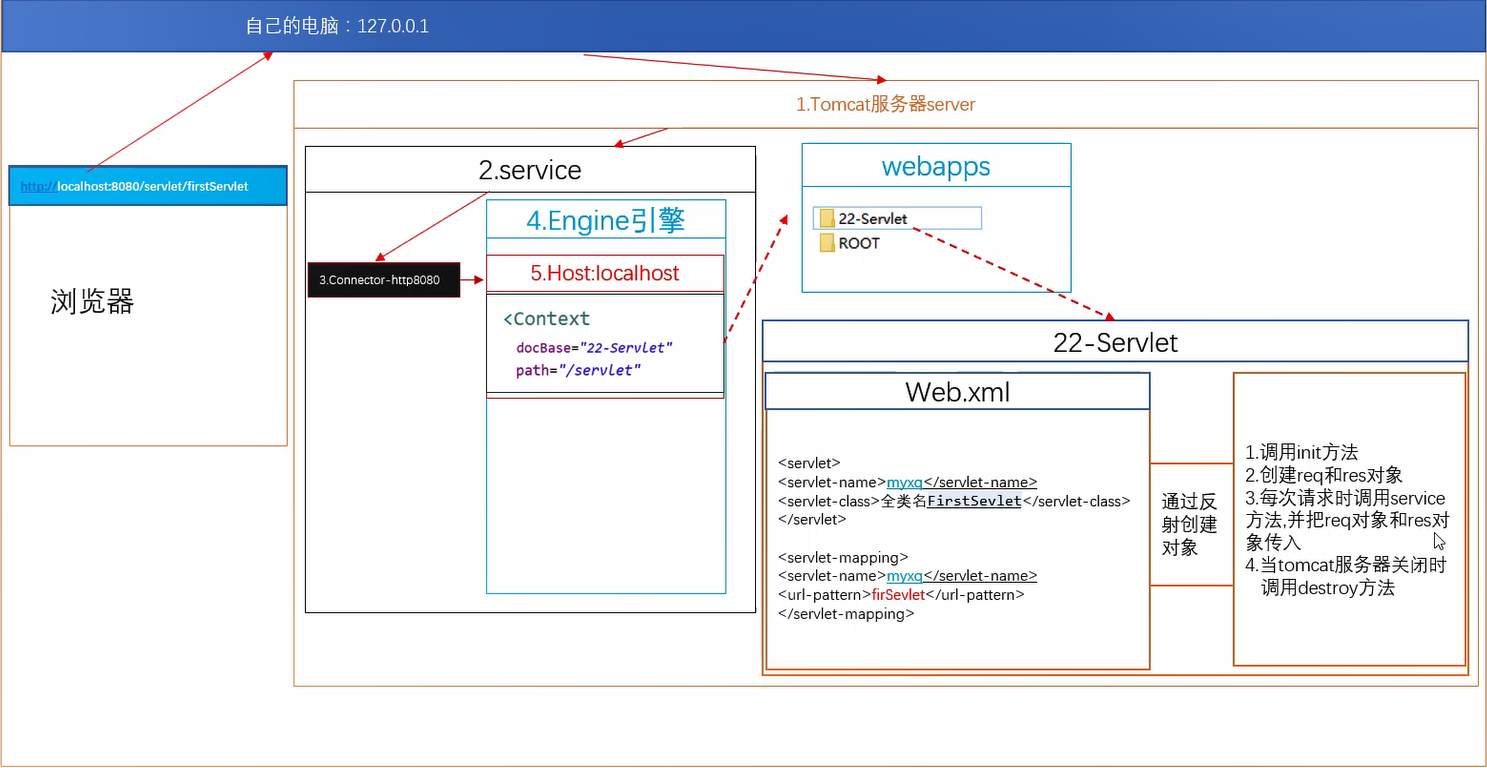 自己的电脑：127.0.0.1
1.Tomcat服务器server
http://localhost:8080/servlet/firstServlet
浏览器
2.service
4.Engine引擎
3.Connector-http8080
5.Host:localhost
<Context
docBase="22-Servlet"
path="/servlet"
webapps
22-Servlet
ROOT
22-Servlet
Web.xml
<servlet>
<servlet-name>myxq</servlet-name>
<servlet-class>全类名FirstSevlet</servlet-class>
</servlet>
<servlet-mapping>
<servlet-name>myxq</servlet-name>
<url-pattern>firSevlet</url-pattern>
</servlet-mapping>
通过反
射创建
对象
1.调用init方法
2.创建req和res对象
3.每次请求时调用service
方法,并把req对象和res对
象传入
4.当tomcat服务器关闭时
调用destroy方法